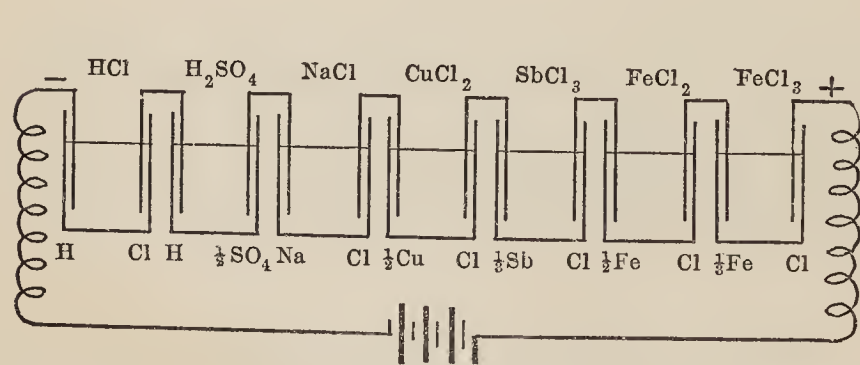 HCl H₂SO₄ NaCl CuCl₂ SbCl₃ FeCl₂ FeCl₃
− +
H Cl H ½SO₄ Na Cl ½Cu Cl ⅓Sb Cl ½Fe Cl ⅓Fe Cl